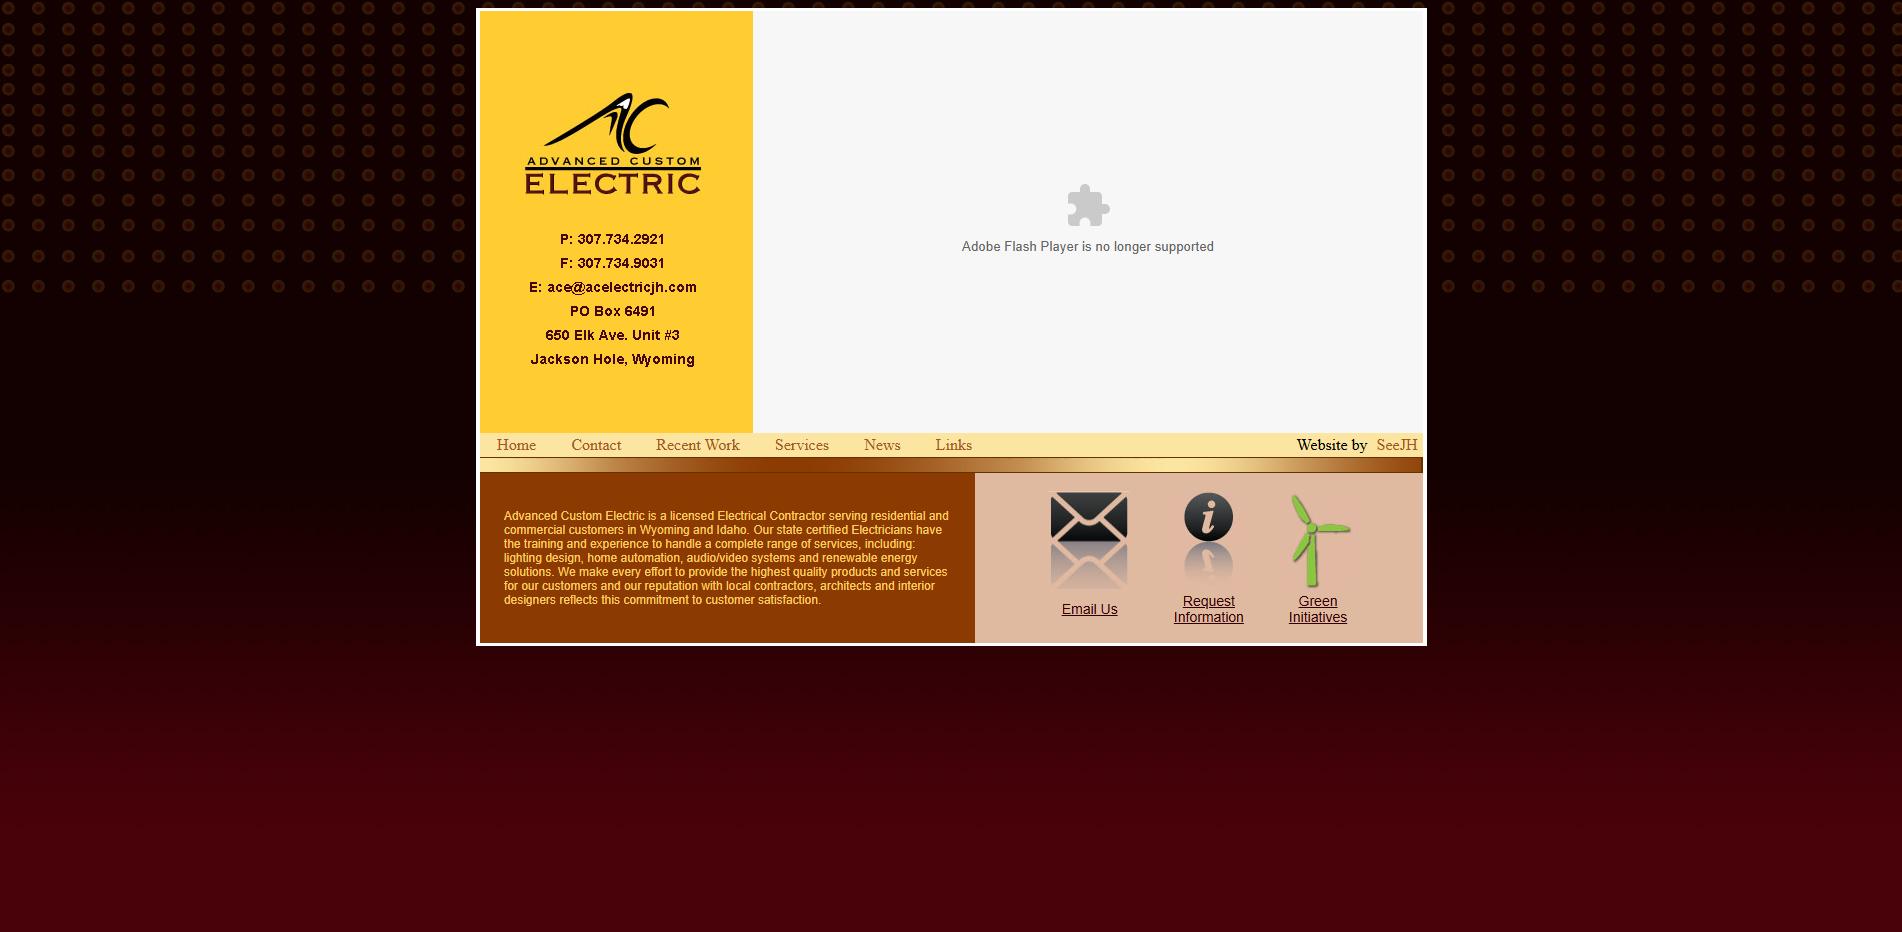 ADVANCED CUSTOM
ELECTRIC
P: 307.734.2921
F: 307.734.9031
E: ace@acelectricjh.com
PO Box 6491
650 Elk Ave. Unit #3
Jackson Hole, Wyoming
Adobe Flash Player is no longer supported
Home Contact Recent Work Services News Links Website by SeeJH
Advanced Custom Electric is a licensed Electrical Contractor serving residential and
commercial customers in Wyoming and Idaho. Our state certified Electricians have
the training and experience to handle a complete range of services, including:
lighting design, home automation, audio/video systems and renewable energy
solutions. We make every effort to provide the highest quality products and services
for our customers and our reputation with local contractors, architects and interior
designers reflects this commitment to customer satisfaction.
Email Us
Request
Information
Green
Initiatives